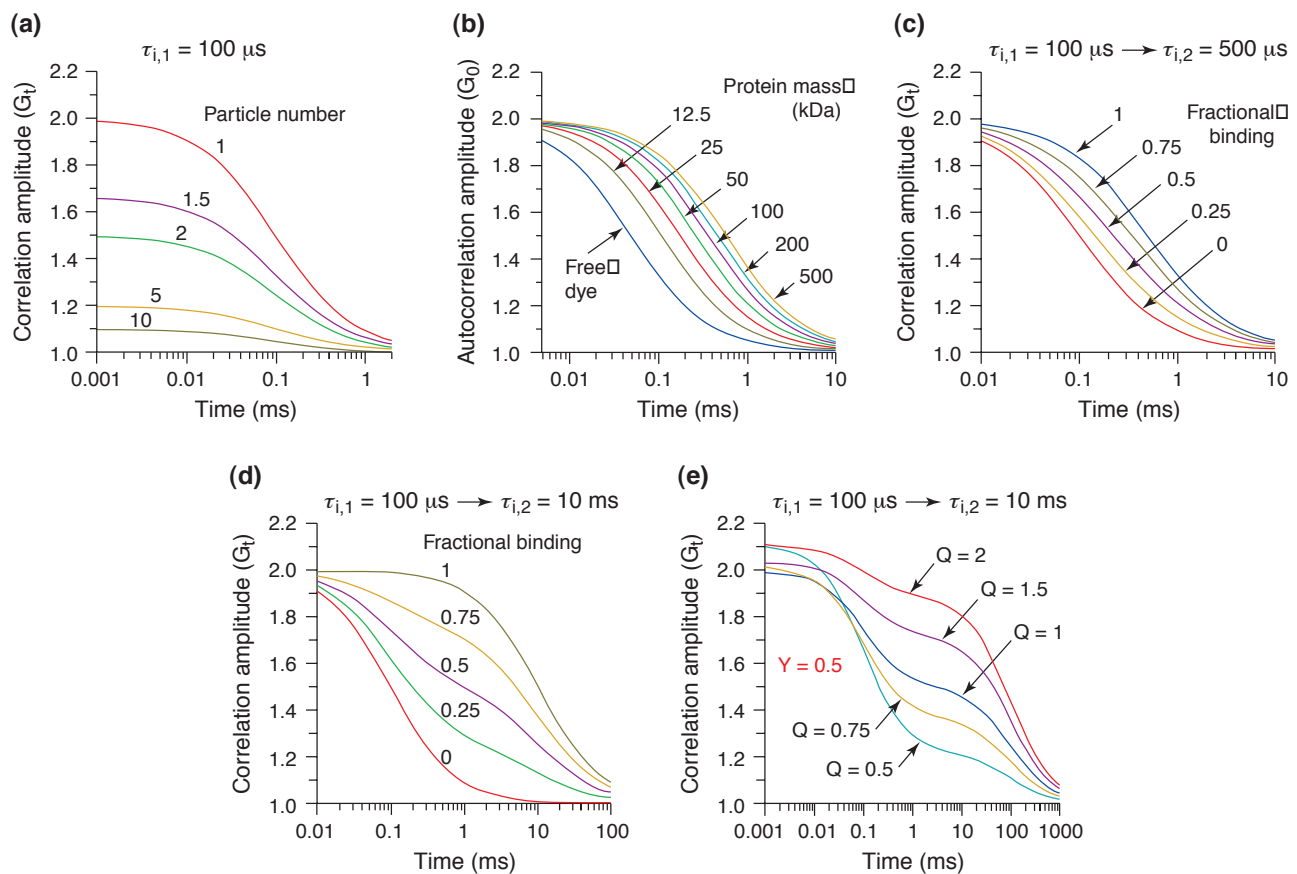 (a)
τi,1 = 100 μs
Correlation amplitude (Gt)
2.2
2.0
1.8
1.6
1.4
1.2
1.0
Particle number
1
1.5
2
5
10
0.001
0.01
0.1
1
Time (ms)
(b)
Autocorrelation amplitude (G0)
2.2
2.0
1.8
1.6
1.4
1.2
1.0
Protein mass□
(kDa)
12.5
25
50
100
200
500
Free□
dye
0.01
0.1
1
10
Time (ms)
(c)
τi,1 = 100 μs → τi,2 = 500 μs
Correlation amplitude (Gt)
2.2
2.0
1.8
1.6
1.4
1.2
1.0
Fractional□
binding
1
0.75
0.5
0.25
0
0.01
0.1
1
10
Time (ms)
(d)
τi,1 = 100 μs → τi,2 = 10 ms
Correlation amplitude (Gt)
2.2
2.0
1.8
1.6
1.4
1.2
1.0
Fractional binding
1
0.75
0.5
0.25
0
0.01
0.1
1
10
100
Time (ms)
(e)
τi,1 = 100 μs → τi,2 = 10 ms
Correlation amplitude (Gt)
2.2
2.0
1.8
1.6
1.4
1.2
1.0
Q = 2
Q = 1.5
Q = 1
Y = 0.5
Q = 0.75
Q = 0.5
0.001
0.01
0.1
1
10
100
1000
Time (ms)